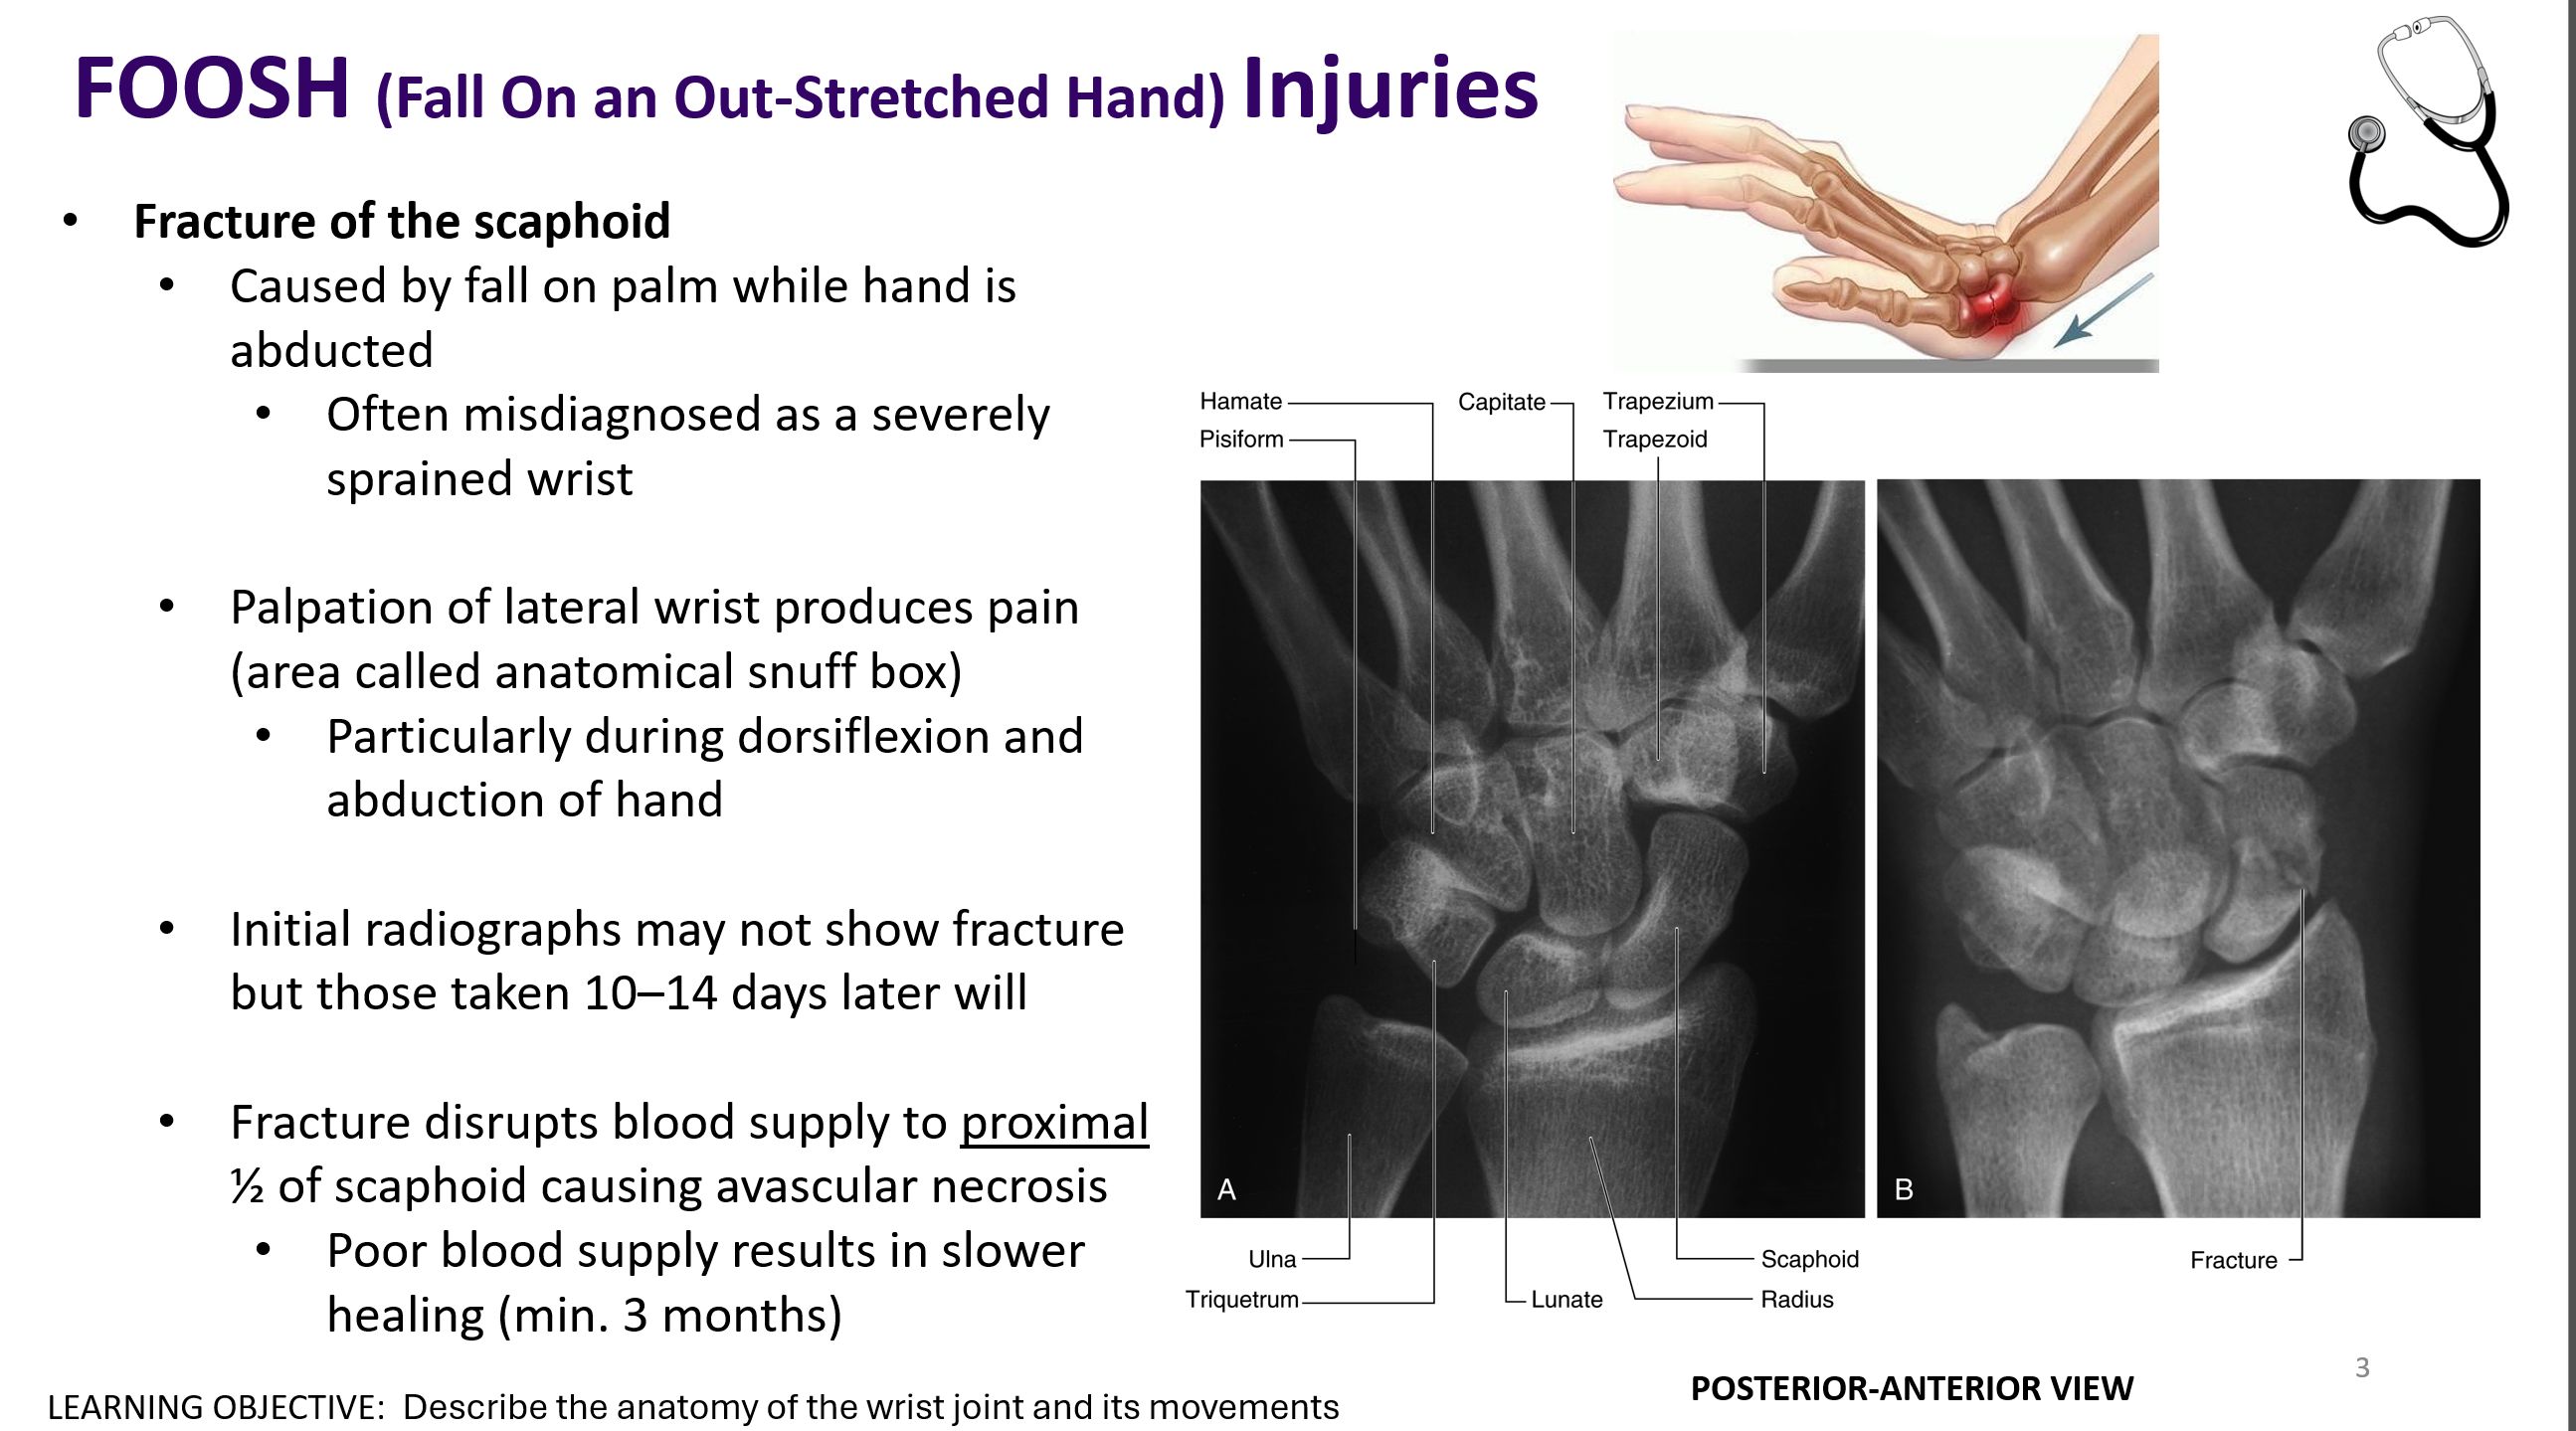 FOOSH (Fall On an Out-Stretched Hand) Injuries
• Fracture of the scaphoid
• Caused by fall on palm while hand is
abducted
• Often misdiagnosed as a severely
sprained wrist
• Palpation of lateral wrist produces pain
(area called anatomical snuff box)
• Particularly during dorsiflexion and
abduction of hand
• Initial radiographs may not show fracture
but those taken 10–14 days later will
• Fracture disrupts blood supply to proximal
½ of scaphoid causing avascular necrosis
• Poor blood supply results in slower
healing (min. 3 months)
Hamate
Capitate
Trapezium
Pisiform
Trapezoid
A
B
Ulna
Scaphoid
Fracture
Triquetrum
Lunate
Radius
POSTERIOR-ANTERIOR VIEW
3
LEARNING OBJECTIVE: Describe the anatomy of the wrist joint and its movements